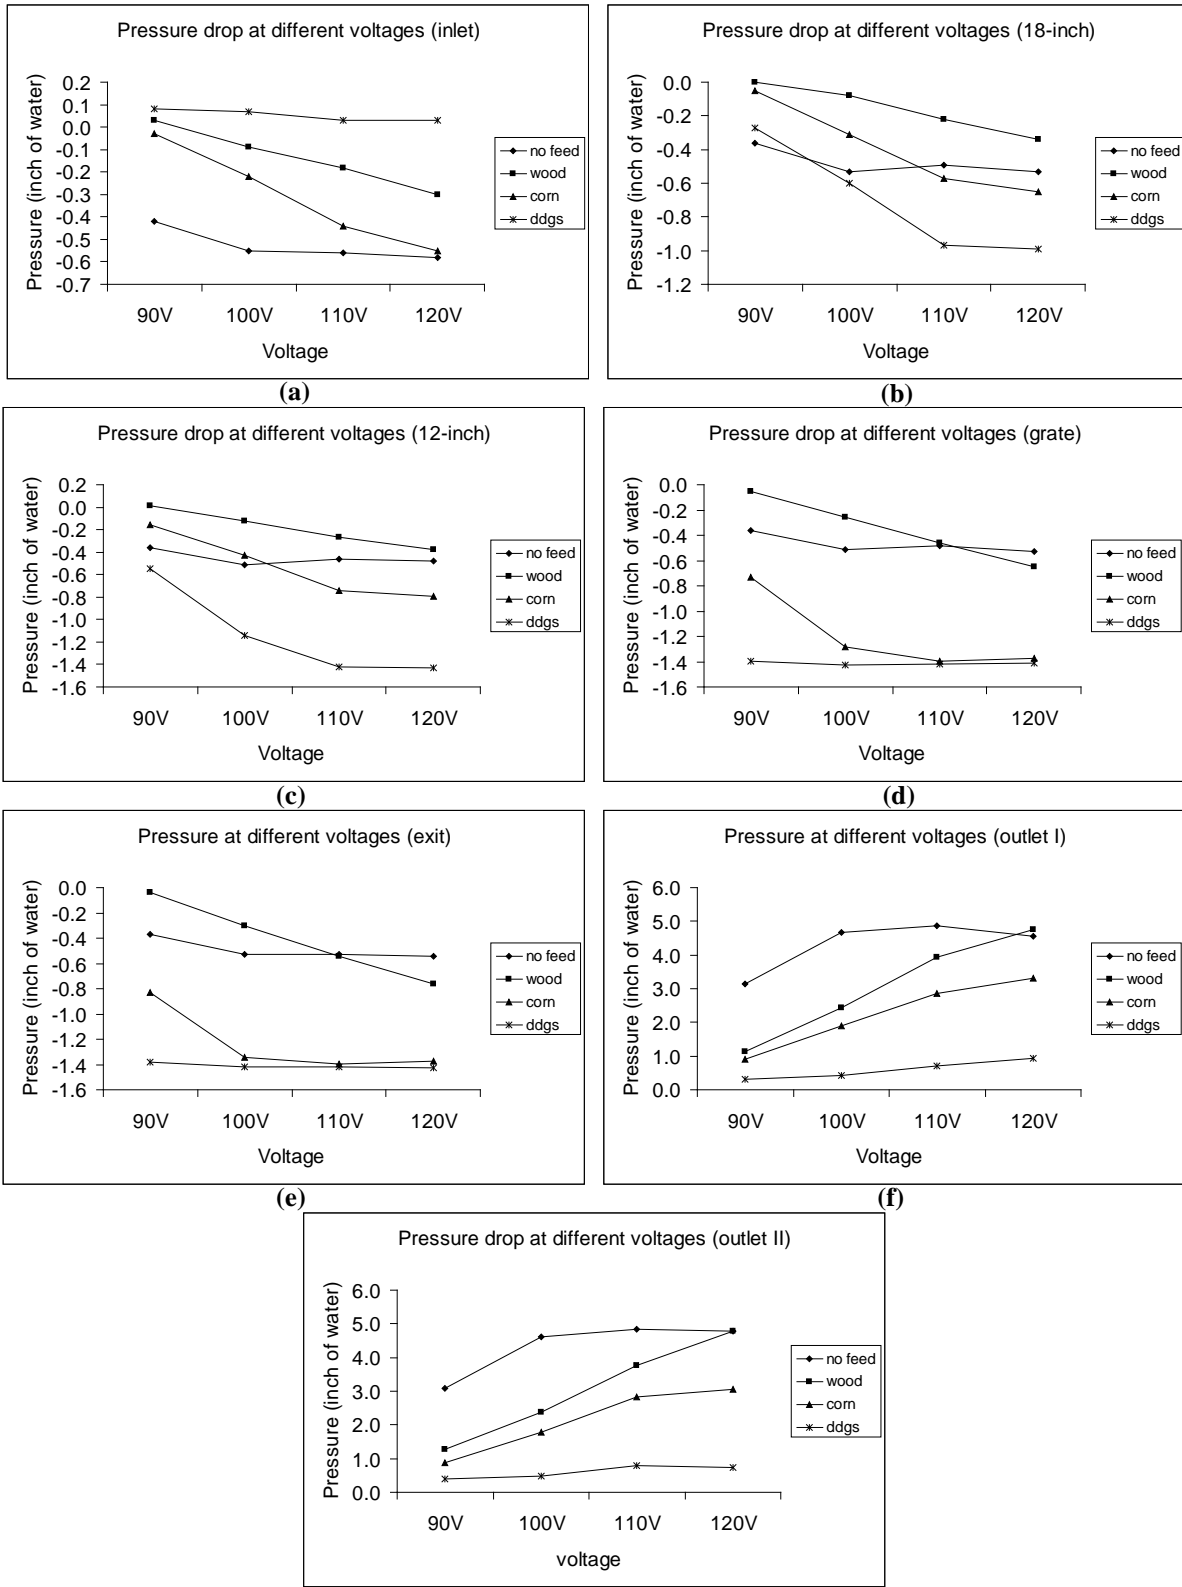 Pressure drop at different voltages (inlet)
Pressure (inch of water)
0.2
0.1
0.0
-0.1
-0.2
-0.3
-0.4
-0.5
-0.6
-0.7
90V 100V 110V 120V
Voltage
no feed
wood
corn
ddgs
(a)
Pressure drop at different voltages (18-inch)
Pressure (inch of water)
0.0
-0.2
-0.4
-0.6
-0.8
-1.0
-1.2
90V 100V 110V 120V
Voltage
no feed
wood
corn
ddgs
(b)
Pressure drop at different voltages (12-inch)
Pressure (inch of water)
0.2
0.0
-0.2
-0.4
-0.6
-0.8
-1.0
-1.2
-1.4
-1.6
90V 100V 110V 120V
Voltage
no feed
wood
corn
ddgs
(c)
Pressure drop at different voltages (grate)
Pressure (inch of water)
0.0
-0.2
-0.4
-0.6
-0.8
-1.0
-1.2
-1.4
-1.6
90V 100V 110V 120V
Voltage
no feed
wood
corn
ddgs
(d)
Pressure at different voltages (exit)
Pressure (inch of water)
0.0
-0.2
-0.4
-0.6
-0.8
-1.0
-1.2
-1.4
-1.6
90V 100V 110V 120V
Voltage
no feed
wood
corn
ddgs
(e)
Pressure at different voltages (outlet I)
Pressure (inch of water)
6.0
5.0
4.0
3.0
2.0
1.0
0.0
90V 100V 110V 120V
Voltage
no feed
wood
corn
ddgs
(f)
Pressure drop at different voltages (outlet II)
Pressure (inch of water)
6.0
5.0
4.0
3.0
2.0
1.0
0.0
90V 100V 110V 120V
voltage
no feed
wood
corn
ddgs